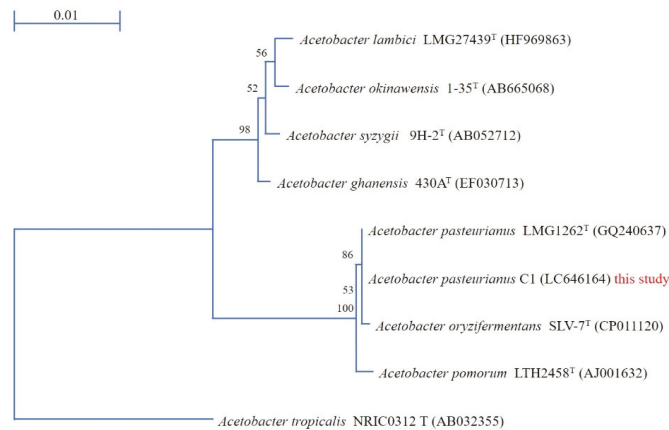 0.01
Acetobacter lambici LMG27439ᵀ (HF969863)
56
Acetobacter okinawensis 1-35ᵀ (AB665068)
52
Acetobacter syzygii 9H-2ᵀ (AB052712)
98
Acetobacter ghanensis 430Aᵀ (EF030713)
Acetobacter pasteurianus LMG1262ᵀ (GQ240637)
86
Acetobacter pasteurianus C1 (LC646164) this study
53
100
Acetobacter oryzifermentans SLV-7ᵀ (CP011120)
Acetobacter pomorum LTH2458ᵀ (AJ001632)
Acetobacter tropicalis NRIC0312 T (AB032355)